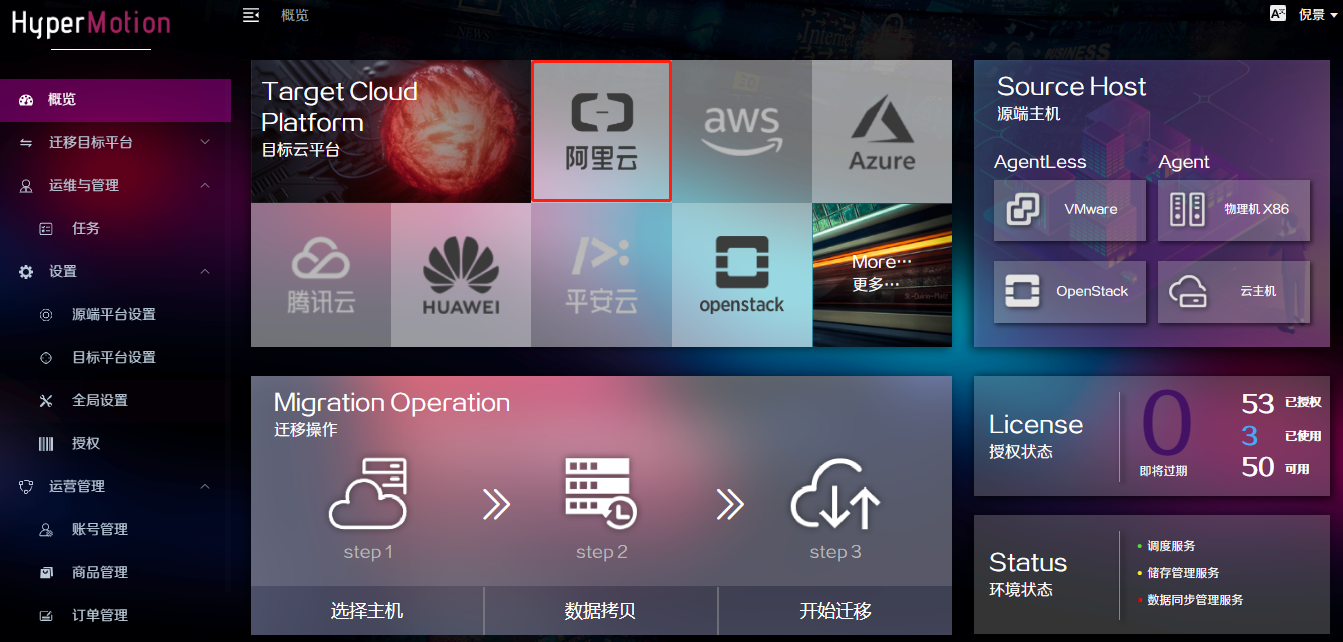 HyperMotion
概览
倪景
概览
迁移目标平台
运维与管理
任务
设置
源端平台设置
目标平台设置
全局设置
授权
运营管理
账号管理
商品管理
订单管理
Target Cloud
Platform
目标云平台
阿里云
aws
Azure
腾讯云
HUAWEI
平安云
openstack
More…
更多…
Source Host
源端主机
AgentLess
Agent
VMware
物理机 X86
OpenStack
云主机
Migration Operation
迁移操作
step 1
step 2
step 3
选择主机
数据拷贝
开始迁移
License
授权状态
0
即将过期
53 已授权
3 已使用
50 可用
Status
环境状态
调度服务
储存管理服务
数据同步管理服务